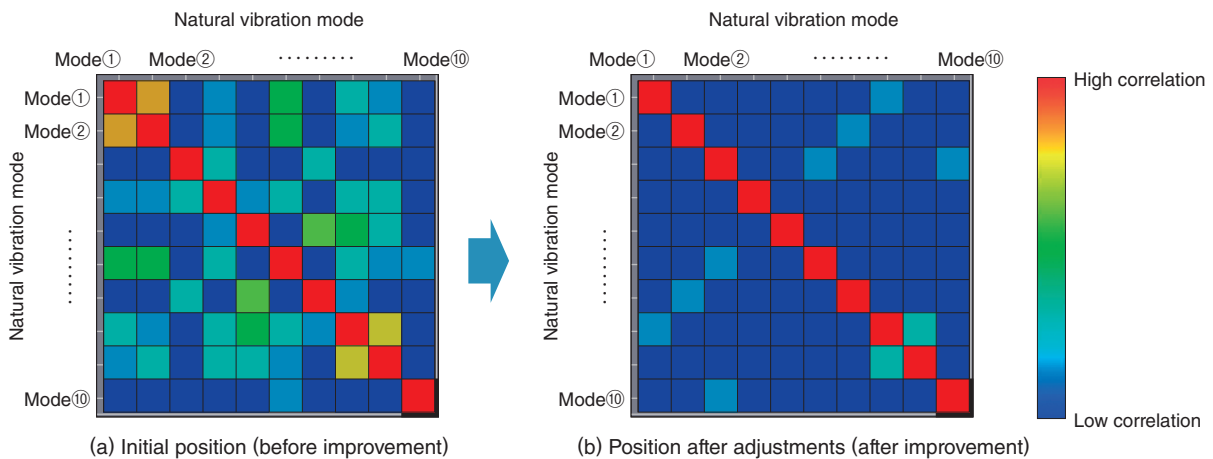 Natural vibration mode
Mode① Mode② ········· Mode⑩
Mode①
Mode②
·········
Mode⑩
Natural vibration mode
(a) Initial position (before improvement)
Natural vibration mode
Mode① Mode② ········· Mode⑩
Mode①
Mode②
·········
Mode⑩
Natural vibration mode
(b) Position after adjustments (after improvement)
High correlation
Low correlation